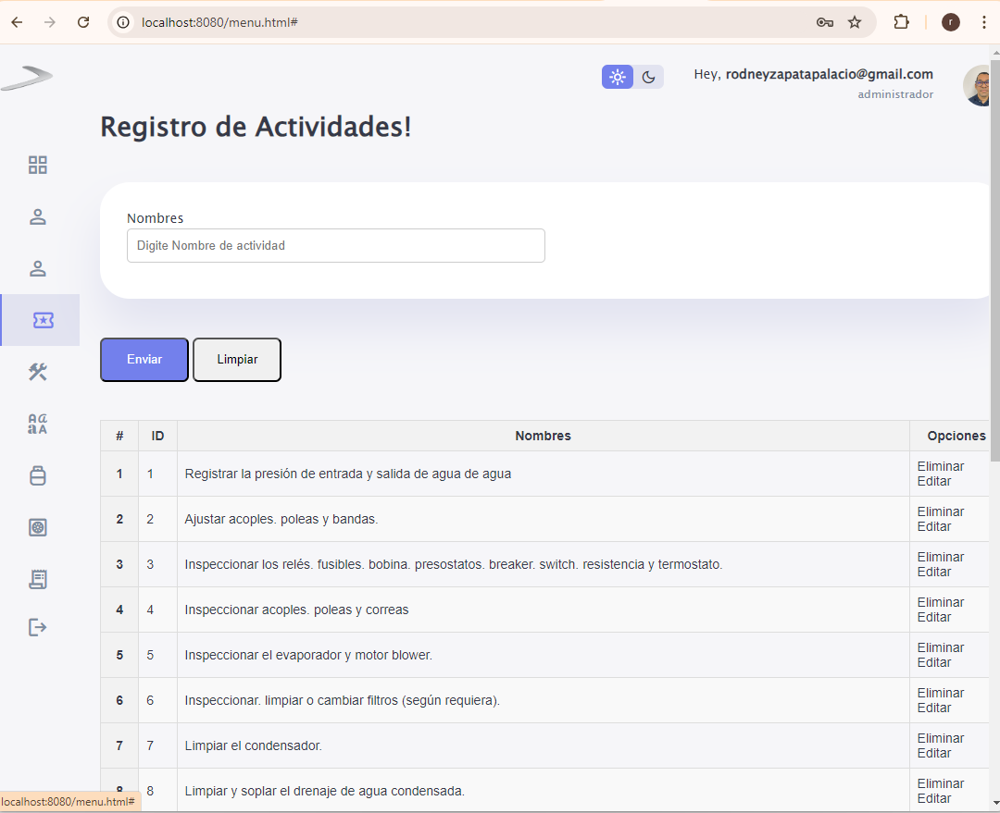 localhost:8080/menu.html#
r
Hey, rodneyzapatapalacio@gmail.com
administrador
Registro de Actividades!
Nombres
Digite Nombre de actividad
Enviar Limpiar
# ID Nombres Opciones
1 1 Registrar la presión de entrada y salida de agua de agua Eliminar
Editar
2 2 Ajustar acoples. poleas y bandas. Eliminar
Editar
3 3 Inspeccionar los relés. fusibles. bobina. presostatos. breaker. switch. resistencia y termostato. Eliminar
Editar
4 4 Inspeccionar acoples. poleas y correas Eliminar
Editar
5 5 Inspeccionar el evaporador y motor blower. Eliminar
Editar
6 6 Inspeccionar. limpiar o cambiar filtros (según requiera). Eliminar
Editar
7 7 Limpiar el condensador. Eliminar
Editar
8 8 Limpiar y soplar el drenaje de agua condensada. Eliminar
Editar
localhost:8080/menu.html#